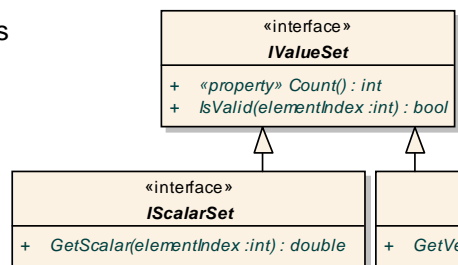 s
«interface»
IValueSet
+ «property» Count() : int
+ IsValid(elementIndex :int) : bool
«interface»
IScalarSet
+ GetScalar(elementIndex :int) : double
+ GetVe